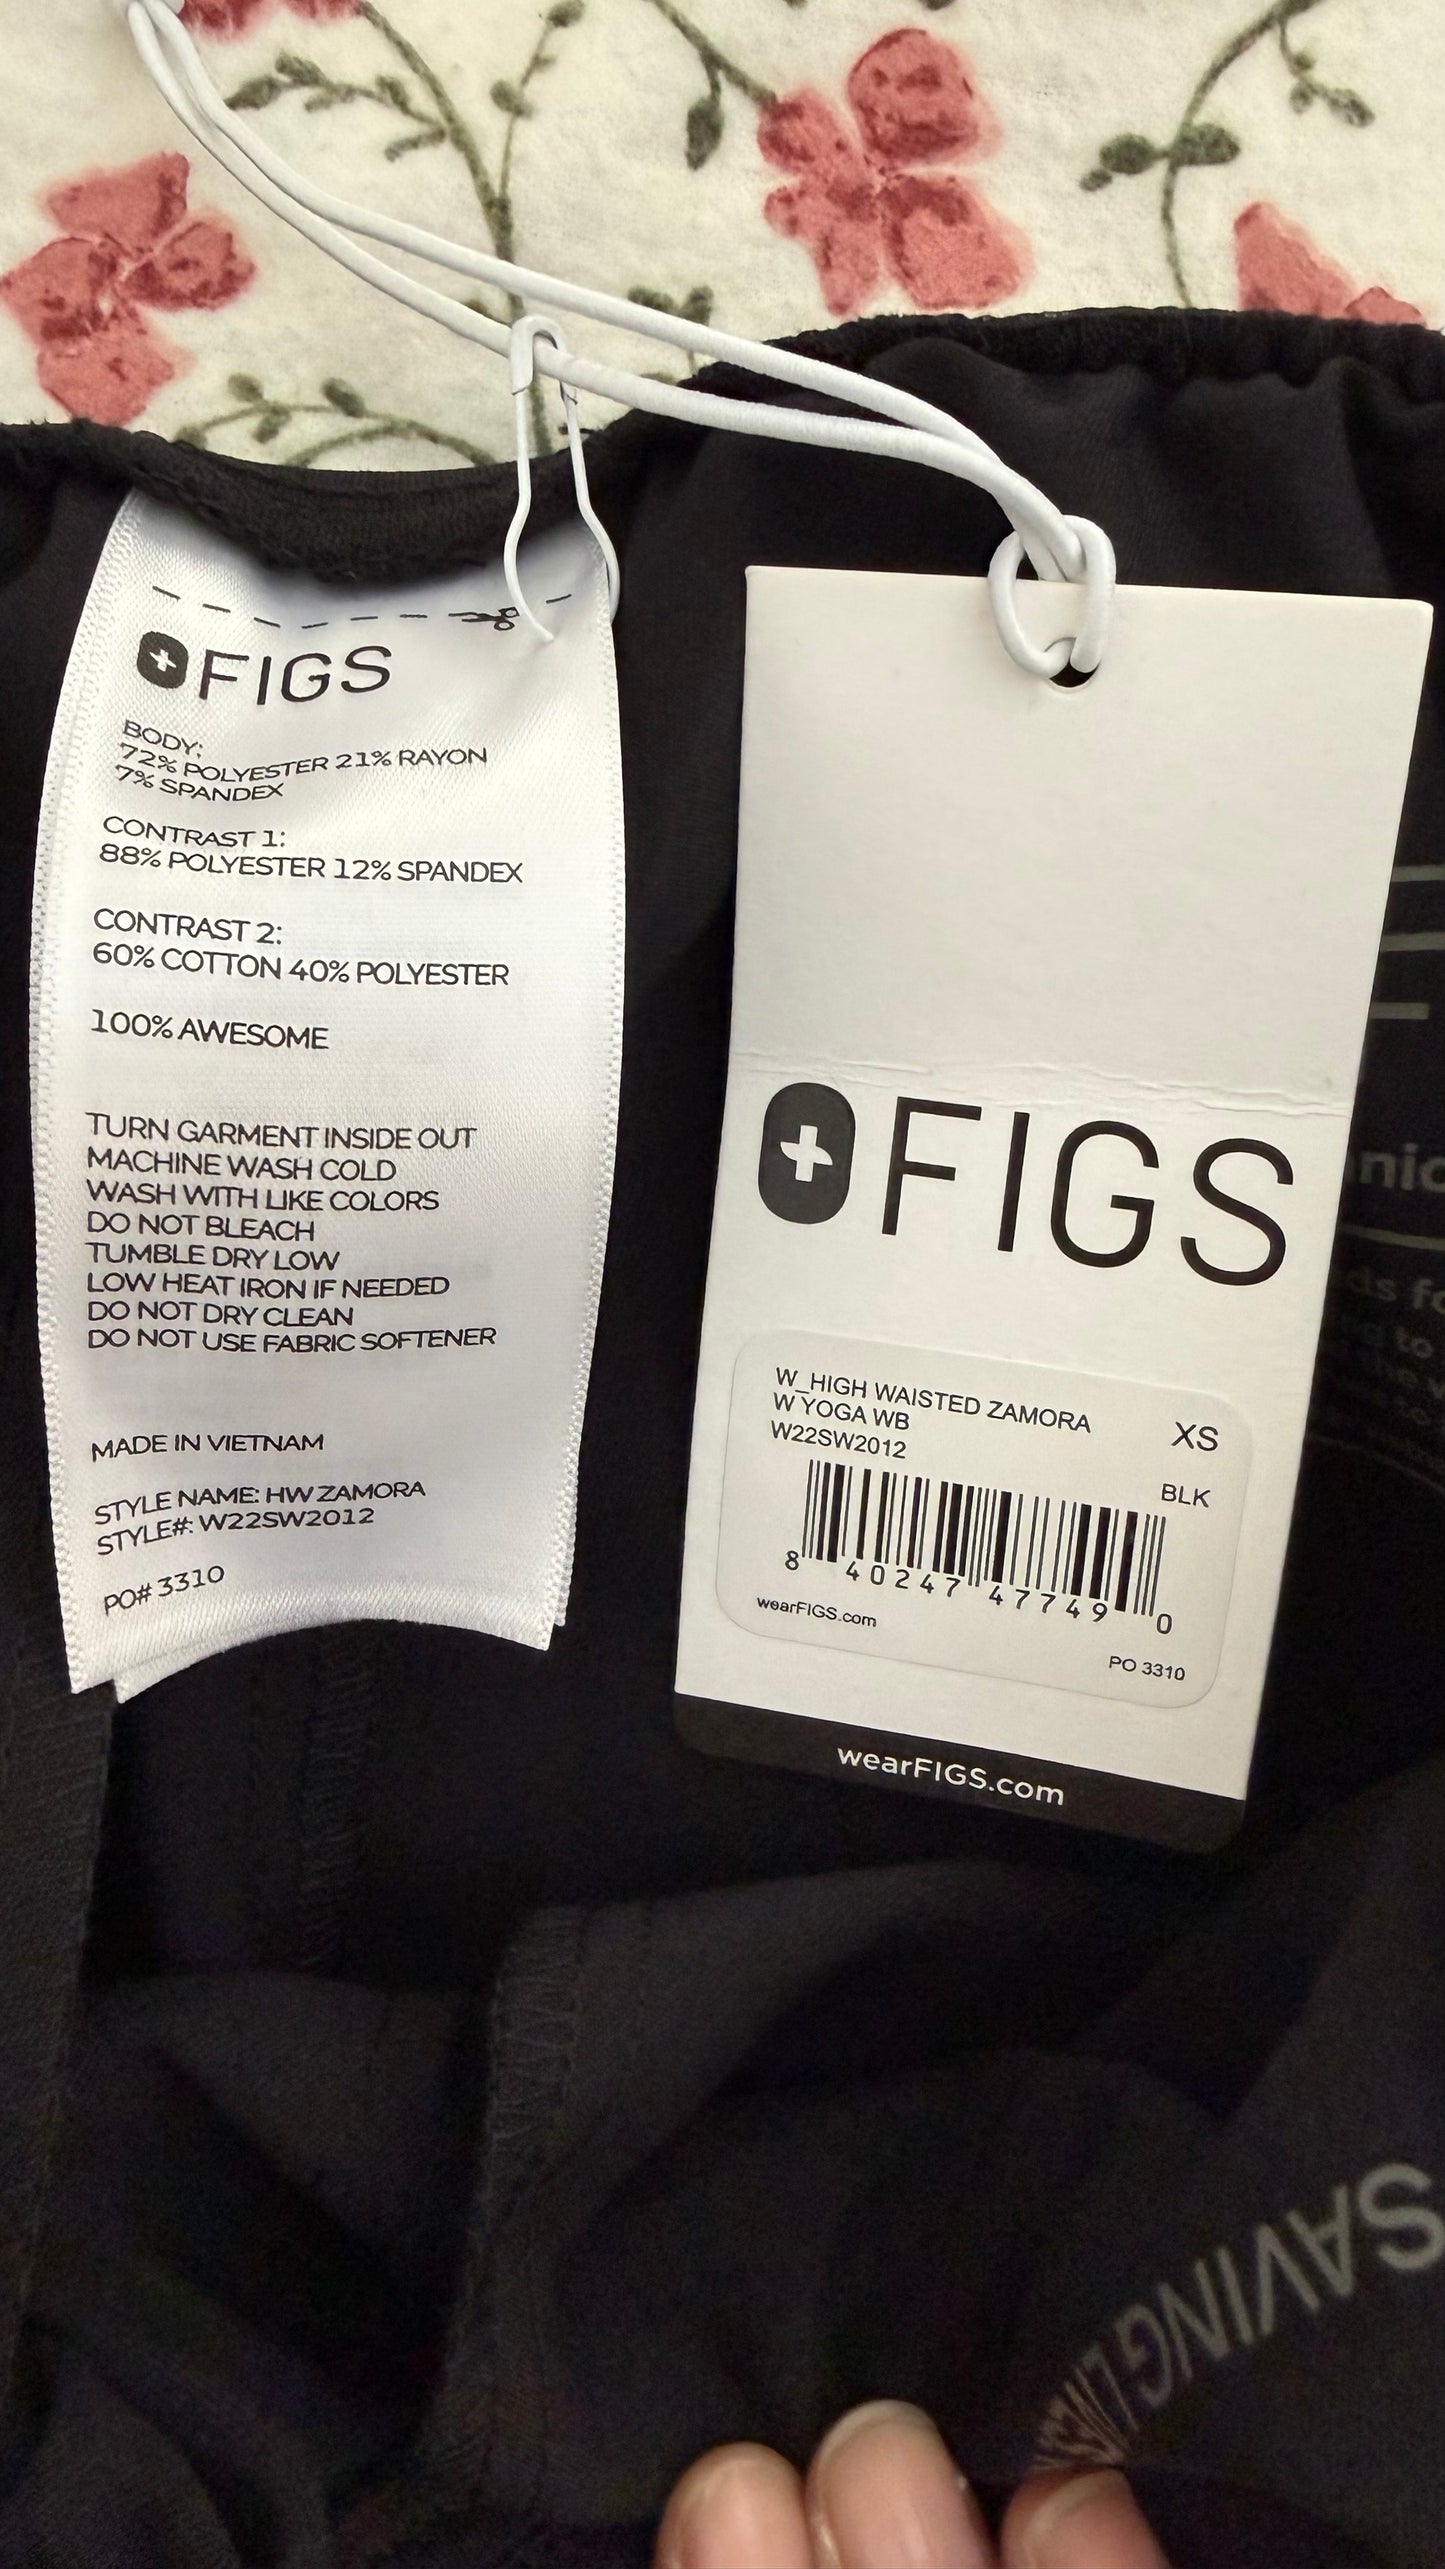 FIGS
BODY:
72% POLYESTER 21% RAYON
7% SPANDEX
CONTRAST 1:
88% POLYESTER 12% SPANDEX
CONTRAST 2:
60% COTTON 40% POLYESTER
100% AWESOME
TURN GARMENT INSIDE OUT
MACHINE WASH COLD
WASH WITH LIKE COLORS
DO NOT BLEACH
TUMBLE DRY LOW
LOW HEAT IRON IF NEEDED
DO NOT DRY CLEAN
DO NOT USE FABRIC SOFTENER
MADE IN VIETNAM
STYLE NAME: HW ZAMORA
STYLE#: W22SW2012
PO# 3310
FIGS
W_HIGH WAISTED ZAMORA
W YOGA WB
W22SW2012
XS
BLK
8 40247 47749 0
wearFIGS.com
PO 3310
wearFIGS.com
SAVING